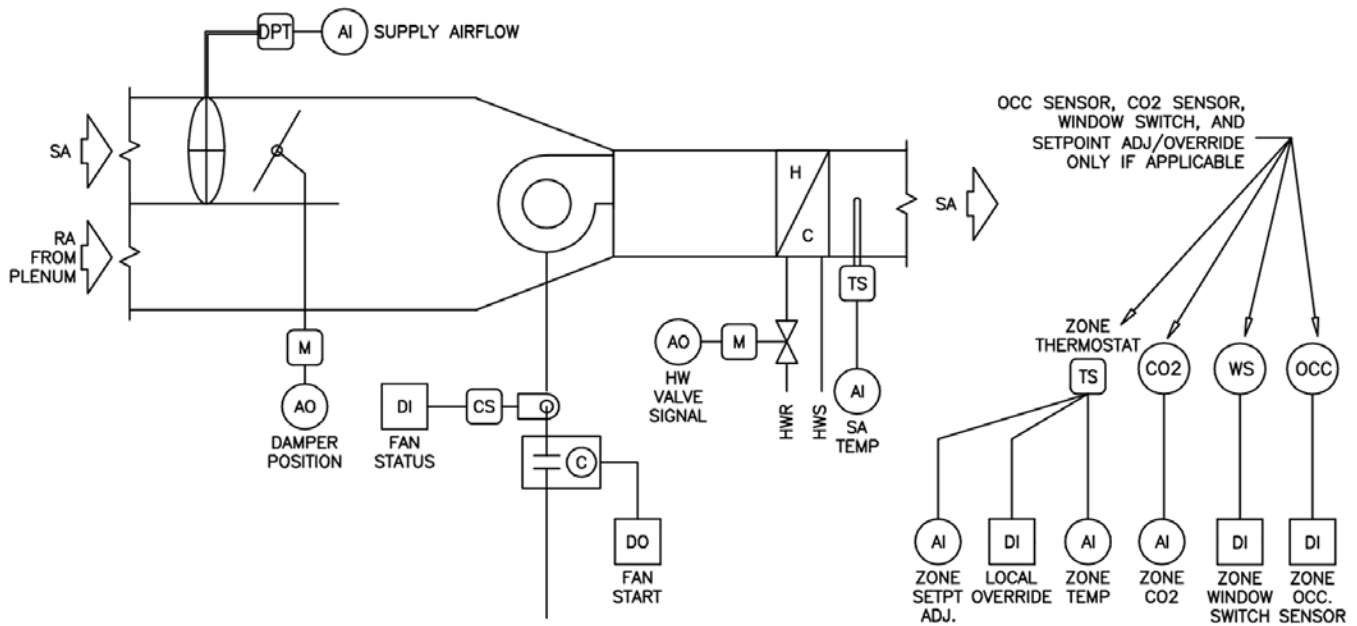 DPT
AI
SUPPLY AIRFLOW
OCC SENSOR, CO2 SENSOR,
WINDOW SWITCH, AND
SETPOINT ADJ/OVERRIDE
ONLY IF APPLICABLE
SA
RA
FROM
PLENUM
H
C
SA
TS
M
AO
DAMPER
POSITION
DI
FAN
STATUS
CS
C
DO
FAN
START
AO
HW
VALVE
SIGNAL
M
HWR
HWS
AI
SA
TEMP
ZONE
THERMOSTAT
TS
CO2
WS
OCC
AI
ZONE
SETPT
ADJ.
DI
LOCAL
OVERRIDE
AI
ZONE
TEMP
AI
ZONE
CO2
DI
ZONE
WINDOW
SWITCH
DI
ZONE
OCC.
SENSOR